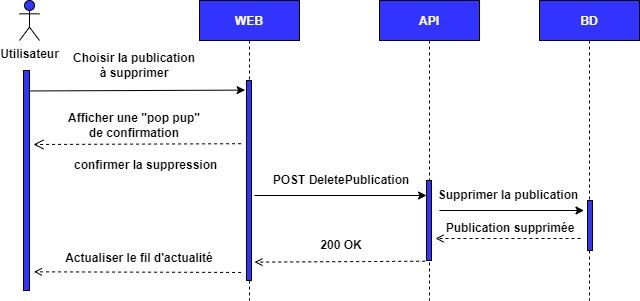 WEB
API
BD
Utilisateur
Choisir la publication
à supprimer
Afficher une "pop pup"
de confirmation
confirmer la suppression
POST DeletePublication
Supprimer la publication
Publication supprimée
200 OK
Actualiser le fil d'actualité